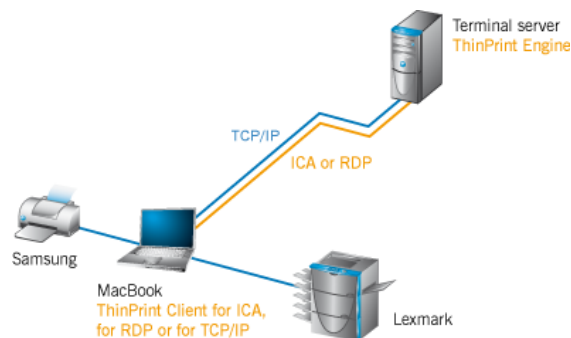 Terminal server
ThinPrint Engine
TCP/IP
ICA or RDP
Samsung
MacBook
ThinPrint Client for ICA,
for RDP or for TCP/IP
Lexmark